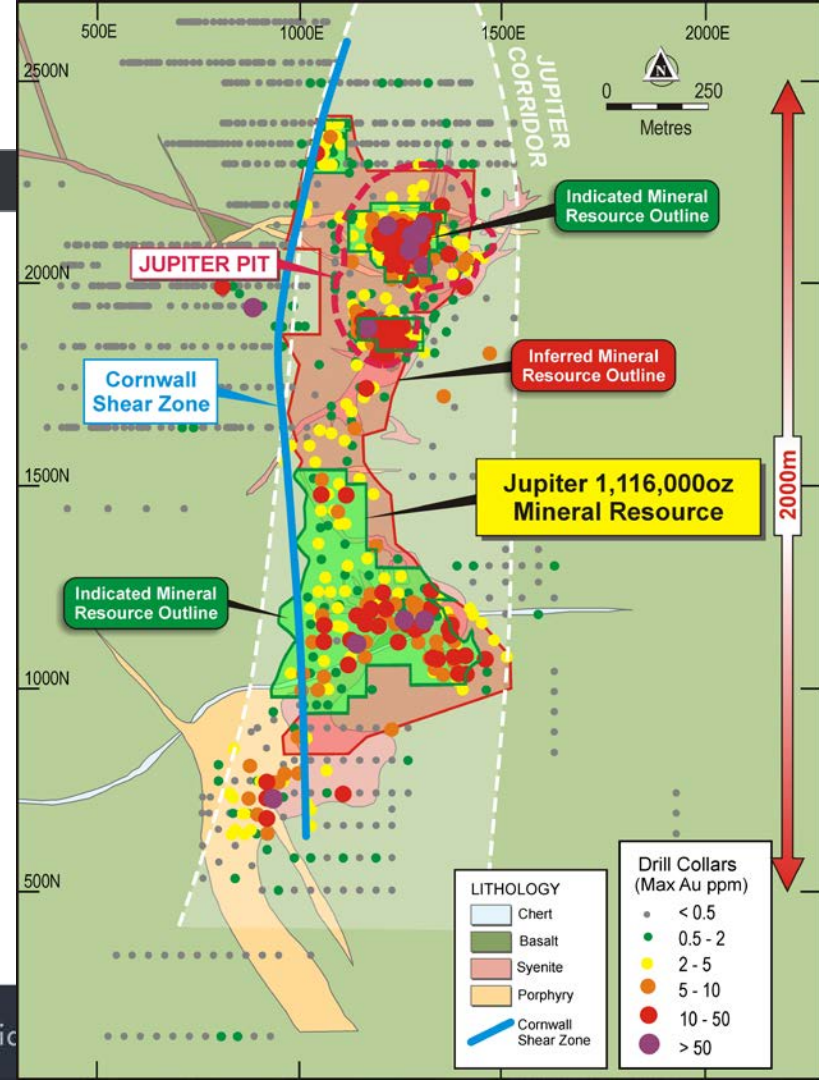 500E
1000E
1500E
2000E
2500N
2000N
1500N
1000N
500N
N
0
250
Metres
JUPITER
CORRIDOR
Indicated Mineral
Resource Outline
JUPITER PIT
Inferred Mineral
Resource Outline
Cornwall
Shear Zone
Jupiter 1,116,000oz
Mineral Resource
2000m
Indicated Mineral
Resource Outline
LITHOLOGY
Chert
Basalt
Syenite
Porphyry
Cornwall
Shear Zone
Drill Collars
(Max Au ppm)
< 0.5
0.5 - 2
2 - 5
5 - 10
10 - 50
> 50